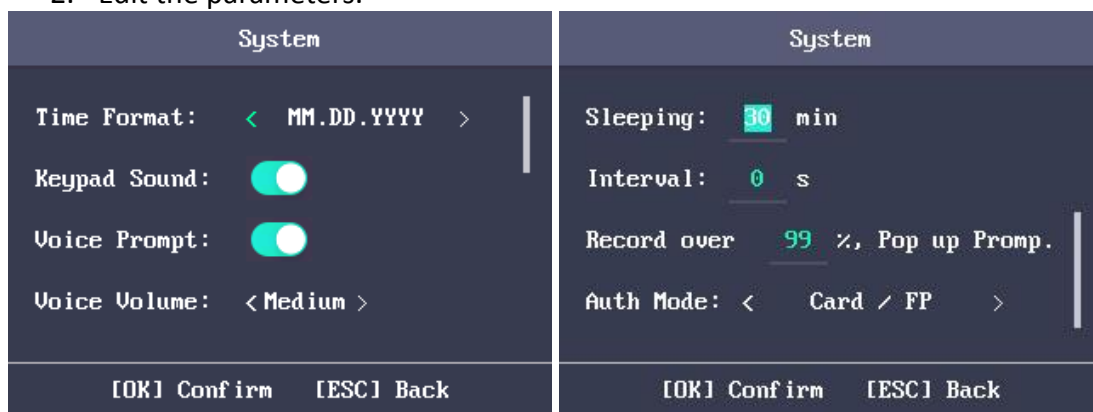 2. Edit the parameters.
System
Time Format: < MM.DD.YYYY >
Keypad Sound:
Voice Prompt:
Voice Volume: < Medium >
[OK] Confirm [ESC] Back
System
Sleeping: 30 min
Interval: 0 s
Record over 99 %, Pop up Promp.
Auth Mode: < Card / FP >
[OK] Confirm [ESC] Back